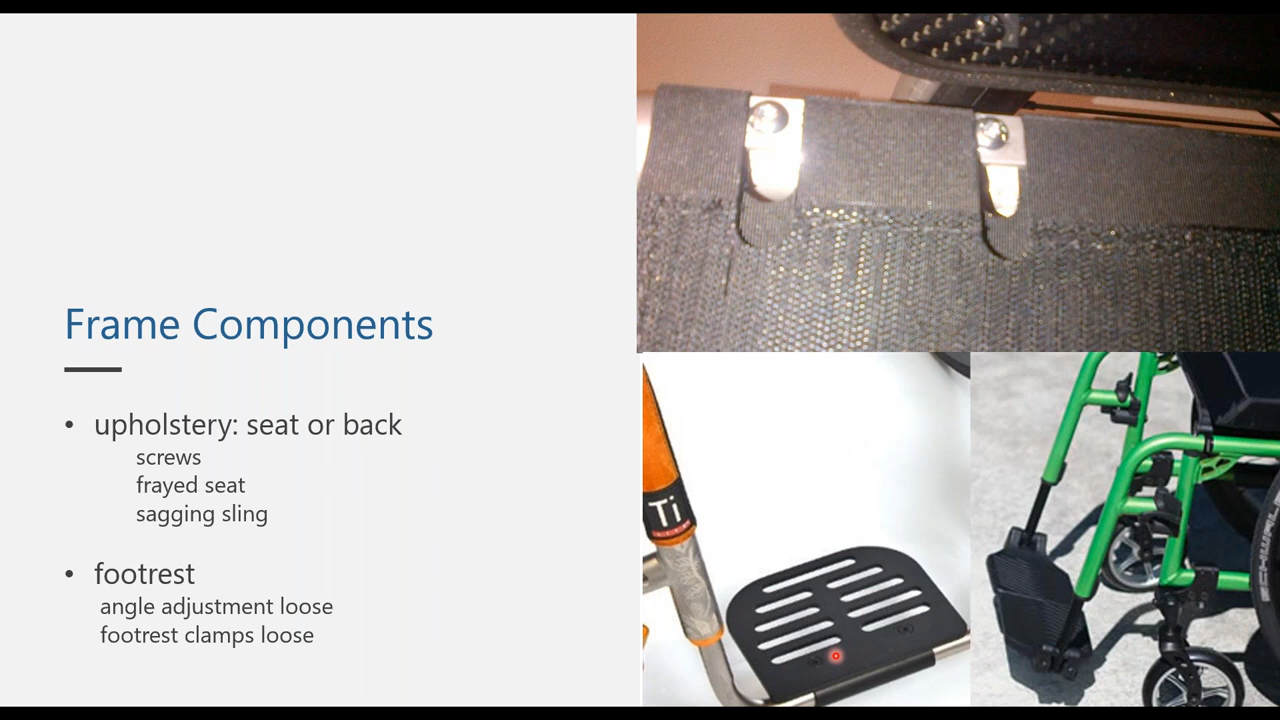 Frame Components
• upholstery: seat or back
screws
frayed seat
sagging sling
• footrest
angle adjustment loose
footrest clamps loose
Ti
SCHWALBE